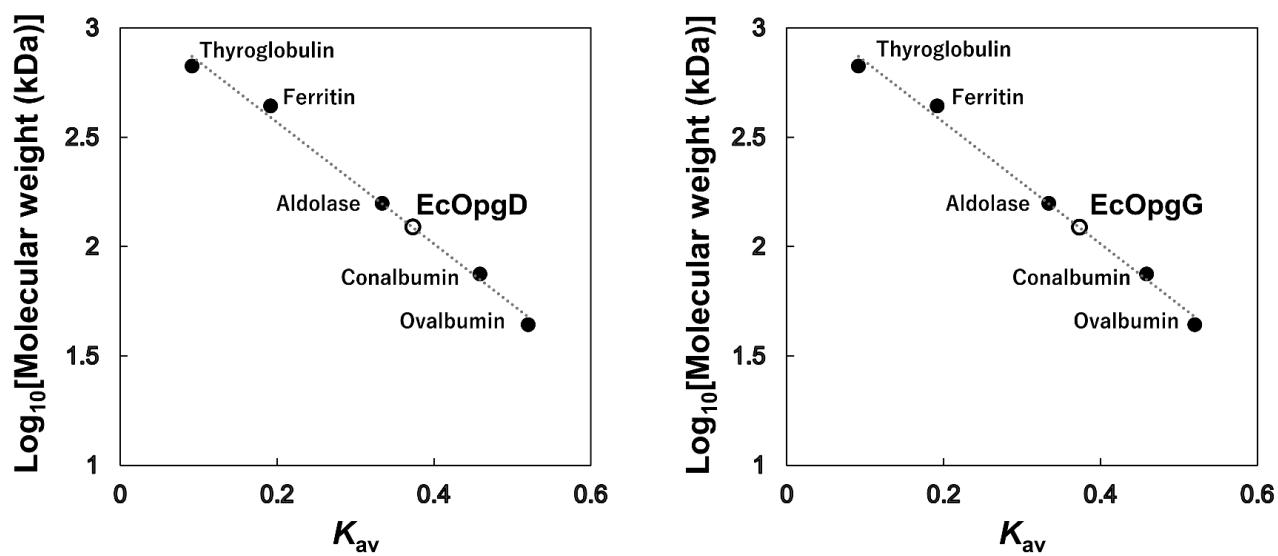 Log₁₀[Molecular weight (kDa)]
3
2.5
2
1.5
1
Thyroglobulin
Ferritin
Aldolase
EcOpgD
Conalbumin
Ovalbumin
0
0.2
0.4
0.6
Kav
Log₁₀[Molecular weight (kDa)]
3
2.5
2
1.5
1
Thyroglobulin
Ferritin
Aldolase
EcOpgG
Conalbumin
Ovalbumin
0
0.2
0.4
0.6
Kav